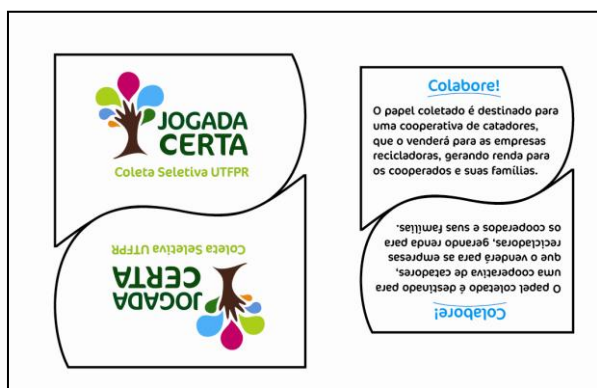 JOGADA
CERTA
Coleta Seletiva UTFPR
Coleta Seletiva UTFPR
JOGADA
CERTA
Colabore!
O papel coletado é destinado para
uma cooperativa de catadores,
que o venderá para as empresas
recicladoras, gerando renda para
os cooperados e suas famílias.
Colabore!
O papel coletado é destinado para
uma cooperativa de catadores,
que o venderá para as empresas
recicladoras, gerando renda para
os cooperados e suas famílias.